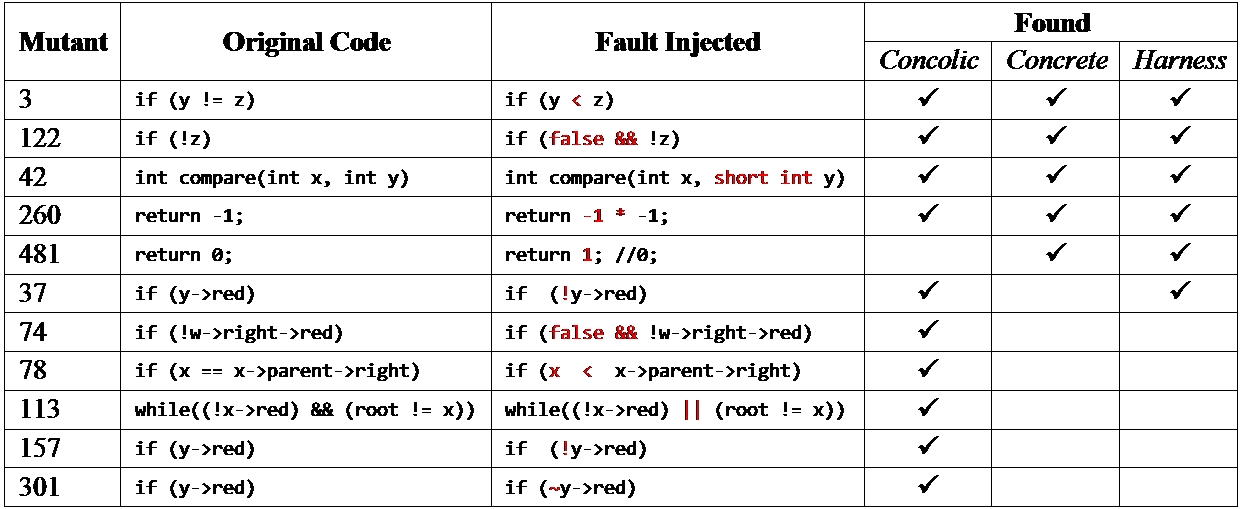 Mutant Original Code Fault Injected Found
Concolic Concrete Harness
3 if (y != z) if (y < z) ✓ ✓ ✓
122 if (!z) if (false && !z) ✓ ✓ ✓
42 int compare(int x, int y) int compare(int x, short int y) ✓ ✓ ✓
260 return -1; return -1 * -1; ✓ ✓ ✓
481 return 0; return 1; //0; ✓ ✓
37 if (y->red) if (!y->red) ✓ ✓
74 if (!w->right->red) if (false && !w->right->red) ✓
78 if (x == x->parent->right) if (x < x->parent->right) ✓
113 while((!x->red) && (root != x)) while((!x->red) || (root != x)) ✓
157 if (y->red) if (!y->red) ✓
301 if (y->red) if (~y->red) ✓